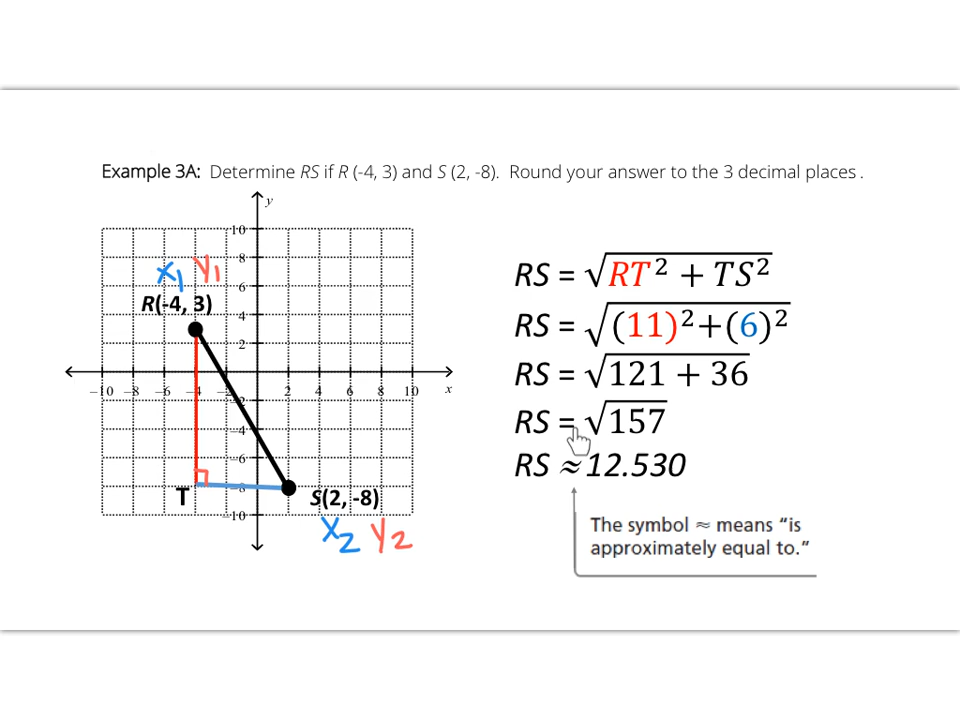 Example 3A: Determine RS if R (-4, 3) and S (2, -8). Round your answer to the 3 decimal places.
y
10
8
X1 Y1
6
R(-4, 3)
4
2
−10 −8 −6 −4 −2 2 4 6 8 10 x
−2
−4
−6
−8
T
S(2, -8)
−10
X2 Y2
RS = √RT² + TS²
RS = √(11)²+(6)²
RS = √121 + 36
RS = √157
RS ≈ 12.530
The symbol ≈ means “is
approximately equal to.”